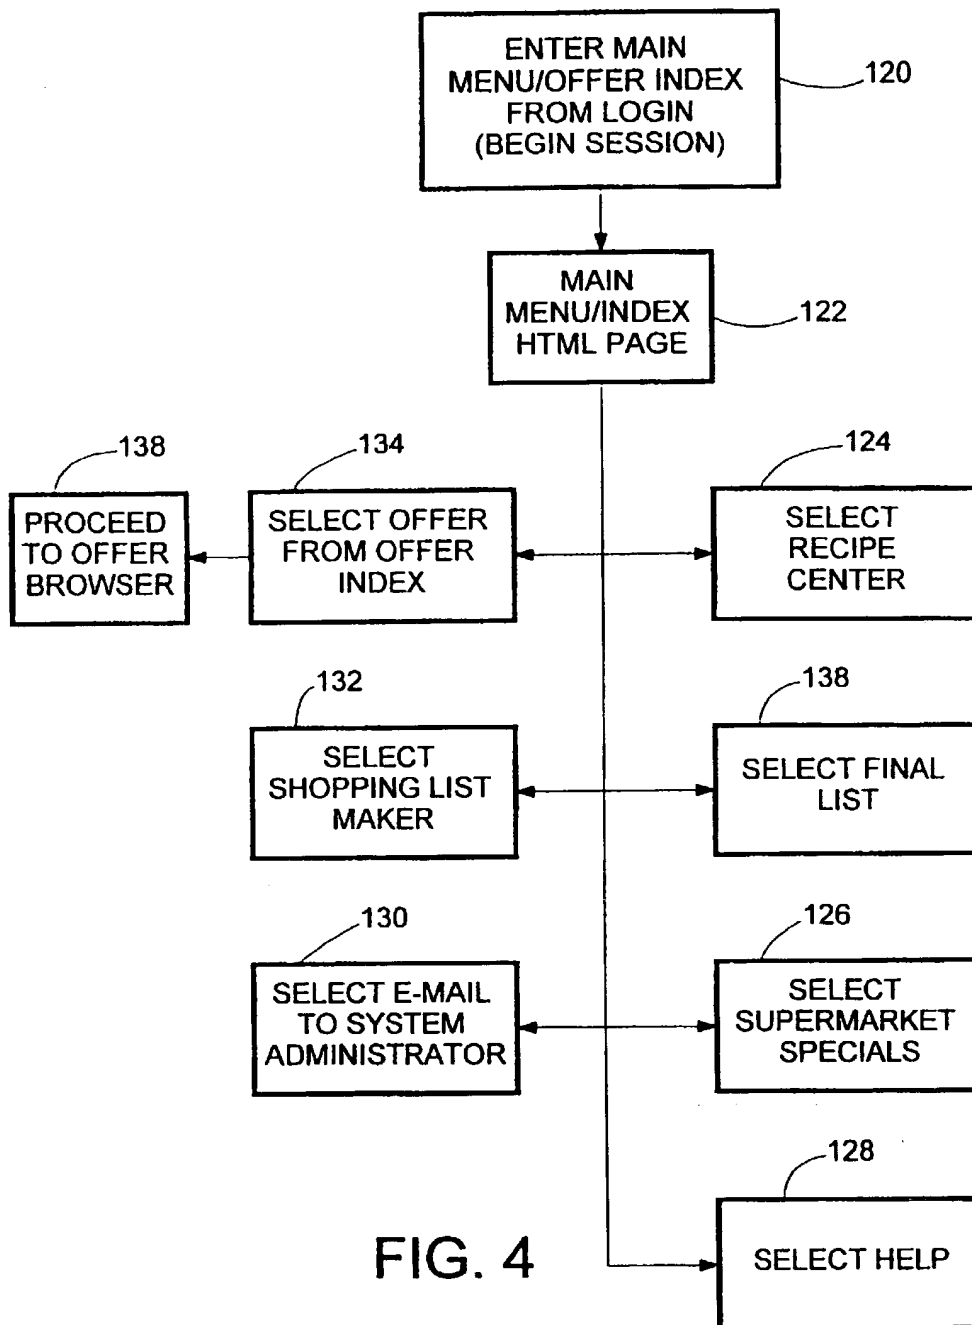 ENTER MAIN
MENU/OFFER INDEX
FROM LOGIN
(BEGIN SESSION)
120
MAIN
MENU/INDEX
HTML PAGE
122
138
PROCEED
TO OFFER
BROWSER
134
SELECT OFFER
FROM OFFER
INDEX
124
SELECT
RECIPE
CENTER
132
SELECT
SHOPPING LIST
MAKER
138
SELECT FINAL
LIST
130
SELECT E-MAIL
TO SYSTEM
ADMINISTRATOR
126
SELECT
SUPERMARKET
SPECIALS
128
SELECT HELP
FIG. 4